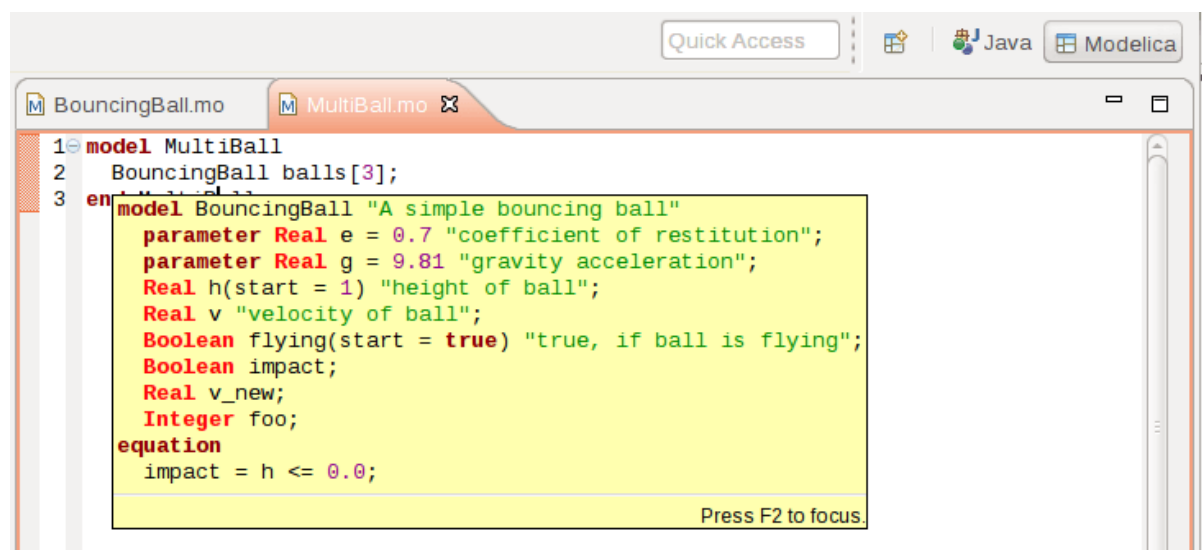 Quick Access Java Modelica
BouncingBall.mo MultiBall.mo
1 model MultiBall
2 BouncingBall balls[3];
3 en
model BouncingBall "A simple bouncing ball"
parameter Real e = 0.7 "coefficient of restitution";
parameter Real g = 9.81 "gravity acceleration";
Real h(start = 1) "height of ball";
Real v "velocity of ball";
Boolean flying(start = true) "true, if ball is flying";
Boolean impact;
Real v_new;
Integer foo;
equation
impact = h <= 0.0;
Press F2 to focus.